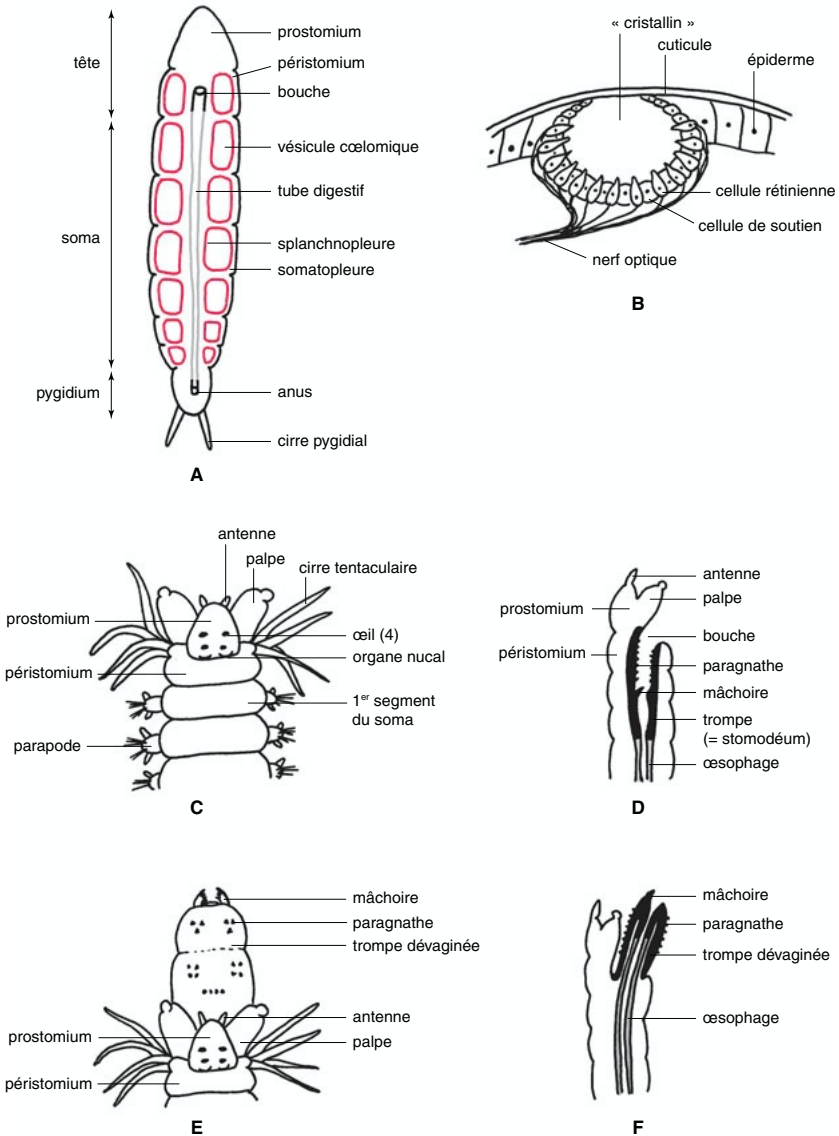 prostomium
tête
péristomium
bouche
vésicule cœlomique
tube digestif
soma
splanchnopleure
somatopleure
pygidium
anus
cirre pygidial
A
« cristallin »
cuticule
épiderme
cellule rétinienne
cellule de soutien
nerf optique
B
antenne
palpe
cirre tentaculaire
prostomium
œil (4)
organe nucal
péristomium
1er segment
du soma
parapode
C
antenne
palpe
prostomium
bouche
péristomium
paragnathe
mâchoire
trompe
(= stomodéum)
œsophage
D
mâchoire
paragnathe
trompe dévaginée
antenne
prostomium
palpe
péristomium
E
mâchoire
paragnathe
trompe dévaginée
œsophage
F